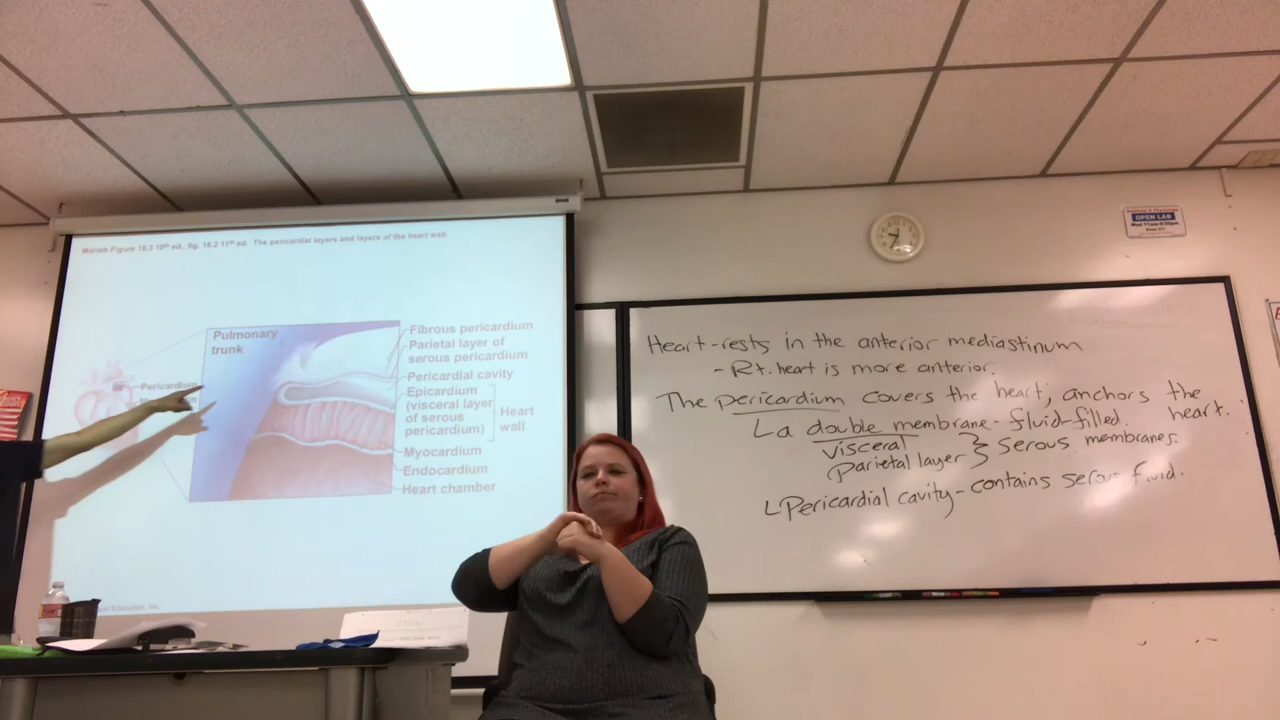 Marieb Figure 18.3 10th ed., fig. 18.2 11th ed. The pericardial layers and layers of the heart wall.
Pulmonary
trunk
Pericardium
Fibrous pericardium
Parietal layer of
serous pericardium
Pericardial cavity
Epicardium
(visceral layer
of serous
pericardium)
Heart
wall
Myocardium
Endocardium
Heart chamber
Education, Inc.
OPEN LAB
Heart-rests in the anterior mediastinum
- Rt. heart is more anterior.
The pericardium covers the heart, anchors the
heart.
La double membrane - fluid-filled.
visceral
parietal layer } serous membranes.
L Pericardial cavity - contains serous fluid.